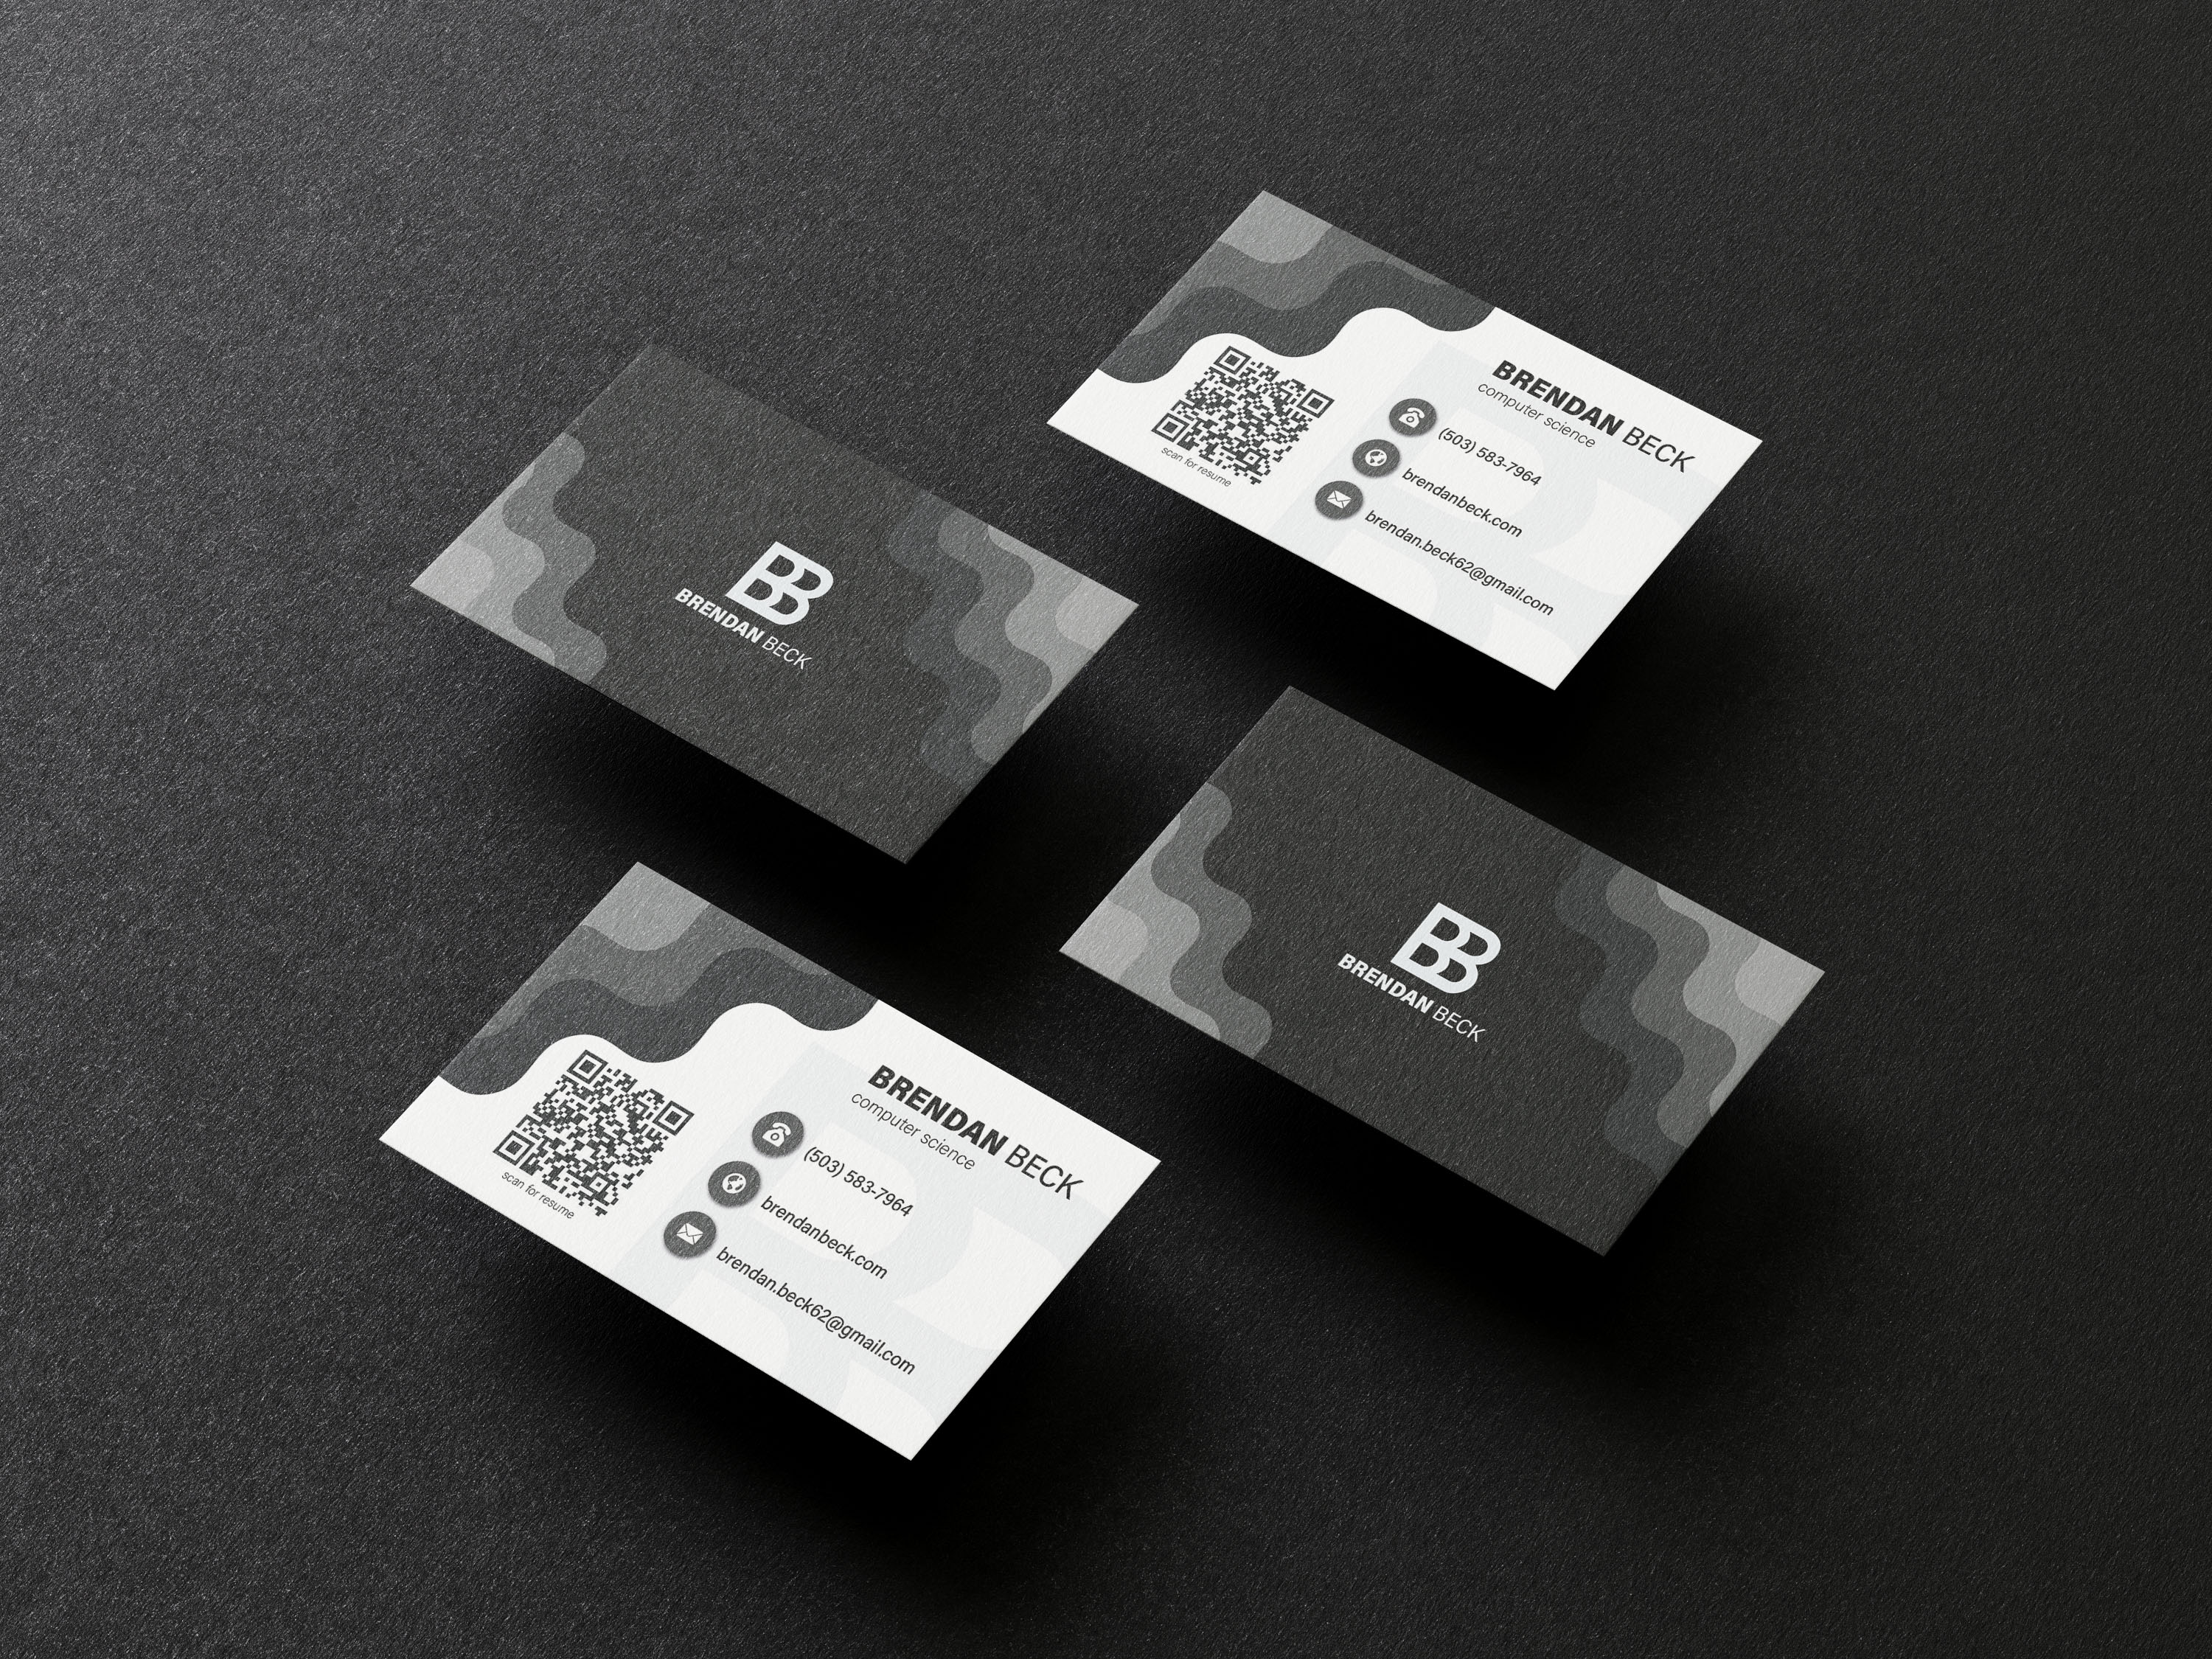 BRENDAN BECK
computer science
(503) 583-7964
brendanbeck.com
brendan.beck62@gmail.com
scan for resume
BB
BRENDAN BECK
BB
BRENDAN BECK
BRENDAN BECK
computer science
(503) 583-7964
brendanbeck.com
brendan.beck62@gmail.com
scan for resume